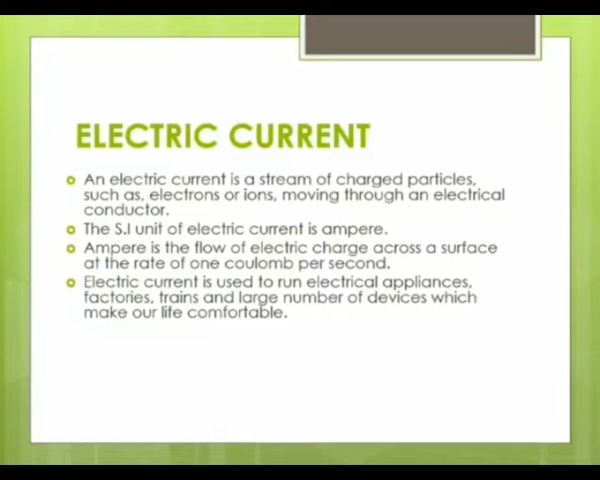 ELECTRIC CURRENT
An electric current is a stream of charged particles,
such as, electrons or ions, moving through an electrical
conductor.
The S.I unit of electric current is ampere.
Ampere is the flow of electric charge across a surface
at the rate of one coulomb per second.
Electric current is used to run electrical appliances,
factories, trains and large number of devices which
make our life comfortable.